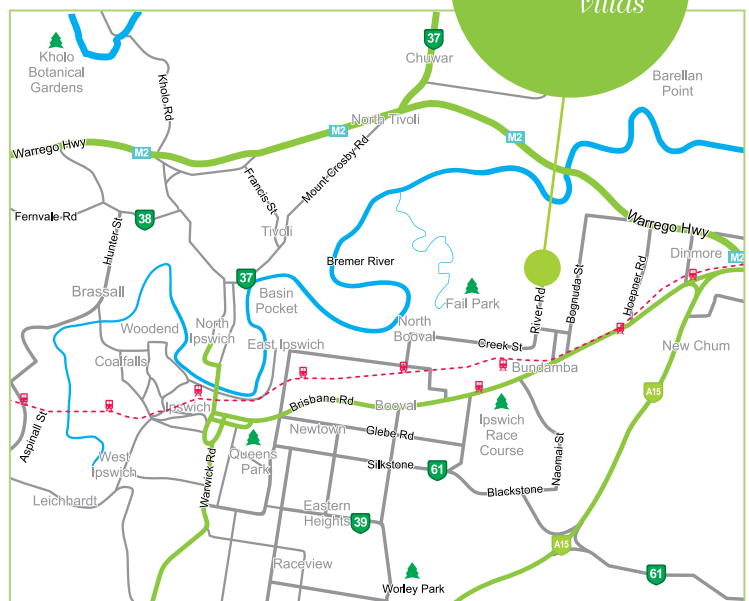 villas
37
Kholo
Botanical
Gardens
Chuwar
Barellan
Point
Kholo Rd
North Tivoli
M2
M2
Warrego Hwy
M2
Mount Crosby Rd
Francis St
Fernvale Rd
38
Warrego Hwy
Hunter St
Tivoli
Dinmore
M2
Bremer River
37
Brassall
Basin
Pocket
Fail Park
River Rd
Bognuda St
Hoepner Rd
Woodend
North
Ipswich
North
Booval
Creek St
East Ipswich
New Chum
Coalfalls
Bundamba
A15
Ipswich
Brisbane Rd
Booval
Aspinall St
Newtown
Glebe Rd
Ipswich
Race
Course
Queens
Park
West
Ipswich
Silkstone
61
Naomai St
Warwick Rd
Blackstone
Leichhardt
Eastern
Heights
39
A15
Raceview
Worley Park
61